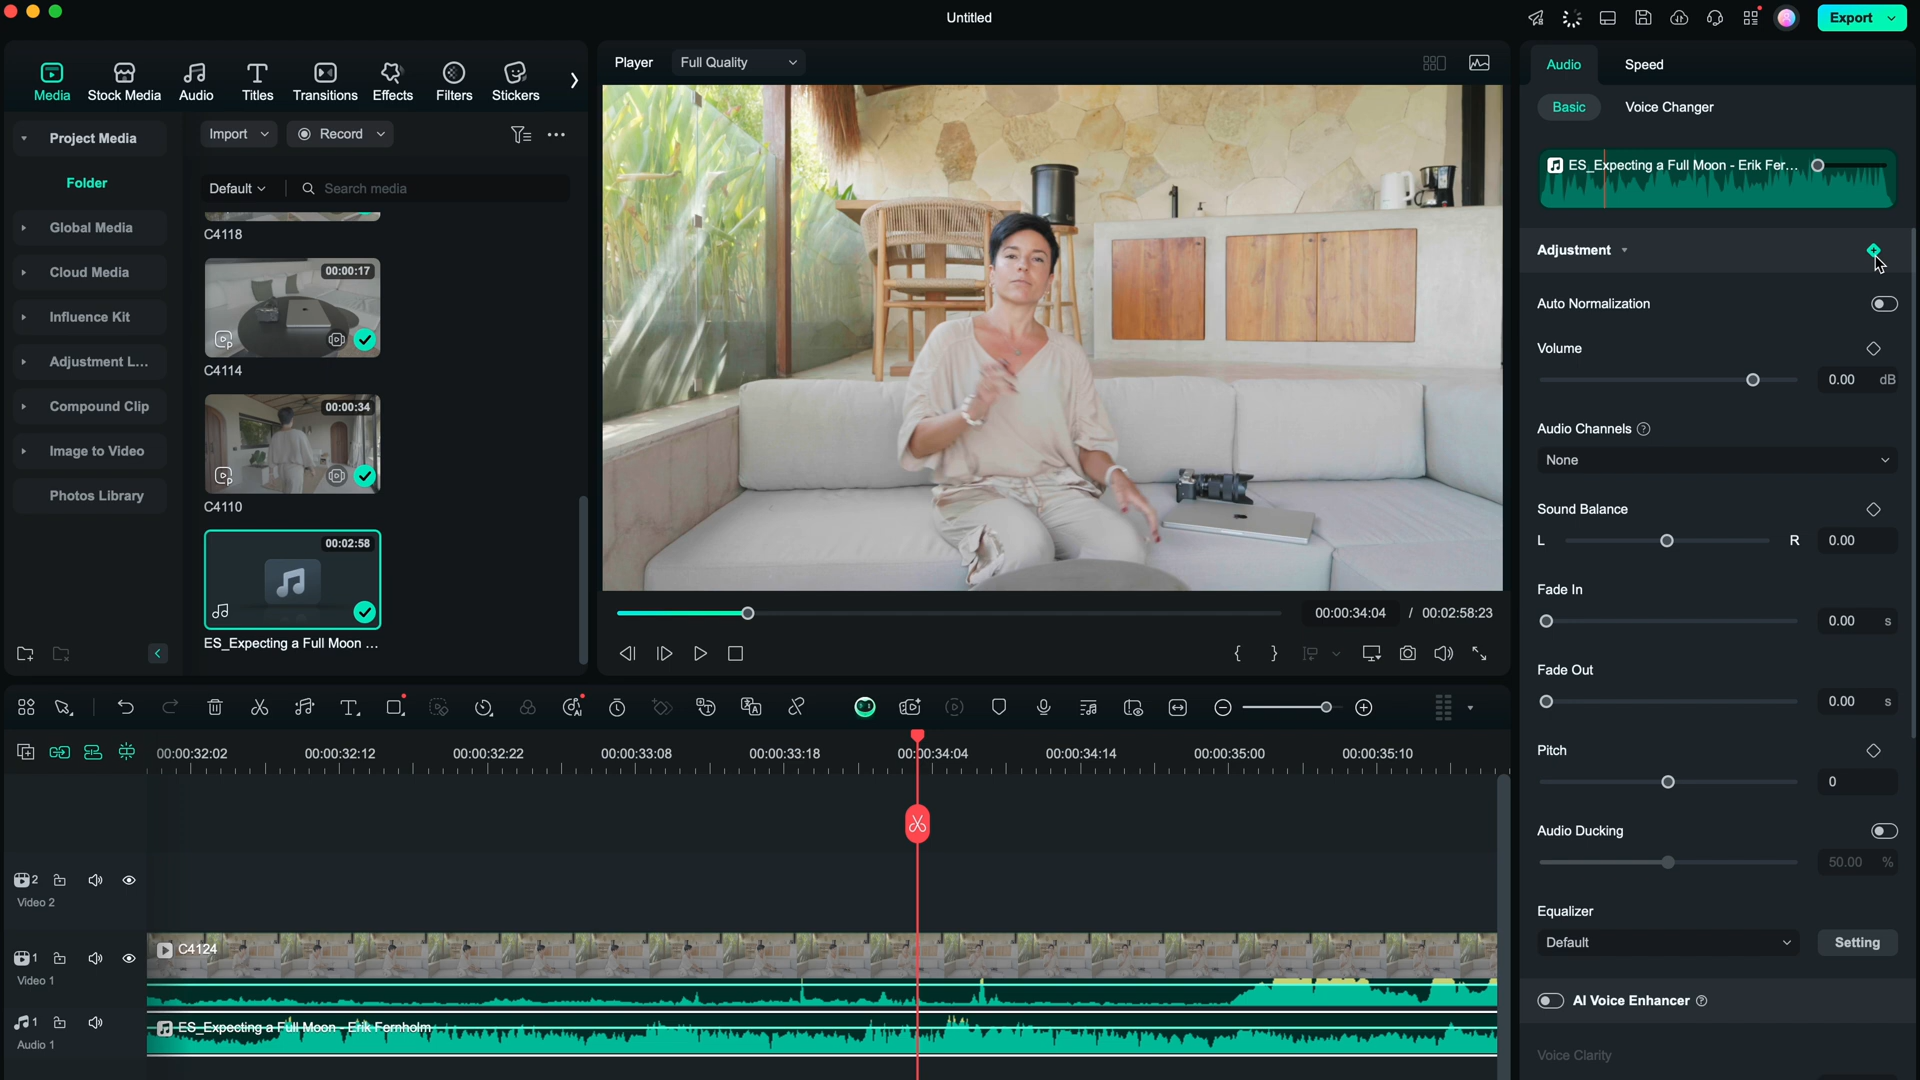 Untitled
Export
Media
Stock Media
Audio
Titles
Transitions
Effects
Filters
Stickers
Project Media
Folder
Global Media
Cloud Media
Influence Kit
Adjustment L...
Compound Clip
Image to Video
Photos Library
Import
Record
Default
Search media
C4118
00:00:17
C4114
00:00:34
C4110
00:02:58
ES_Expecting a Full Moon ...
Player
Full Quality
00:00:34:04 / 00:02:58:23
Audio
Speed
Basic
Voice Changer
ES_Expecting a Full Moon - Erik Fer...
Adjustment
Auto Normalization
Volume
0.00 dB
Audio Channels
None
Sound Balance
L R 0.00
Fade In
0.00 s
Fade Out
0.00 s
Pitch
0
Audio Ducking
50.00 %
Equalizer
Default
Setting
AI Voice Enhancer
Voice Clarity
00:00:32:02 00:00:32:12 00:00:32:22 00:00:33:08 00:00:33:18 00:00:34:04 00:00:34:14 00:00:35:00 00:00:35:10
2
Video 2
1
Video 1
C4124
1
Audio 1
ES_Expecting a Full Moon - Erik Fernholm